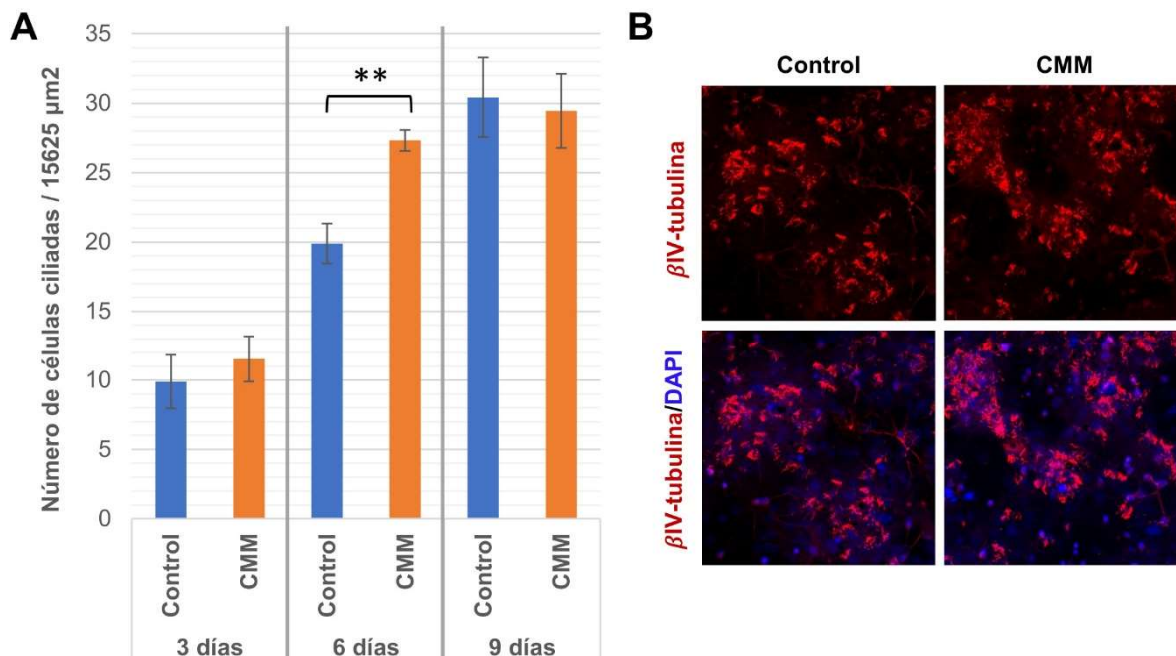 A
Número de células ciliadas / 15625 µm2
35
30
25
20
15
10
5
0
**
Control
CMM
Control
CMM
Control
CMM
3 días
6 días
9 días
B
Control
CMM
βIV-tubulina
βIV-tubulina/DAPI